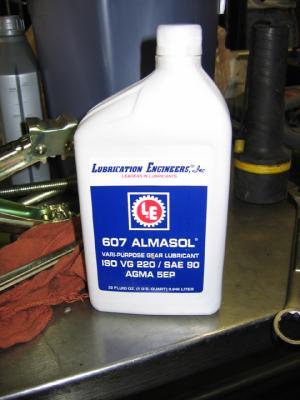 LUBRICATION ENGINEERS,™ Inc
LEADERS IN LUBRICANTS
LE
607 ALMASOL®
VARI-PURPOSE GEAR LUBRICANT
ISO VG 220 / SAE 90
AGMA 5EP
32 FLUID OZ. (1 U.S. QUART) 0.946 LITER